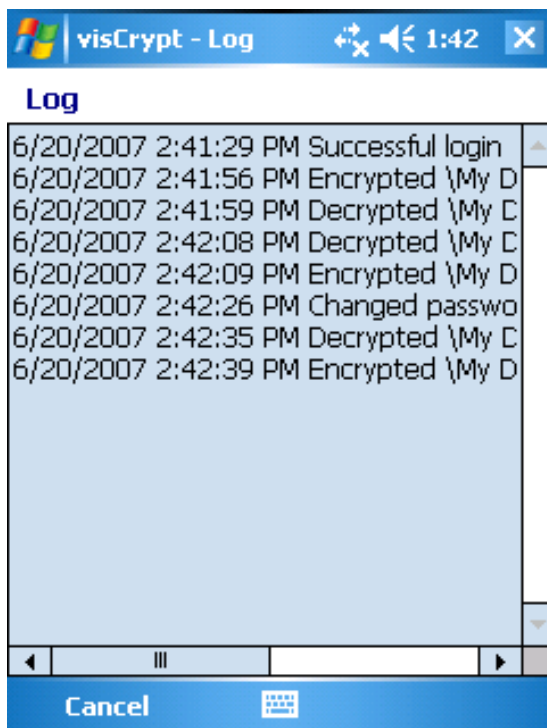 visCrypt - Log 1:42
Log
6/20/2007 2:41:29 PM Successful login
6/20/2007 2:41:56 PM Encrypted \My D
6/20/2007 2:41:59 PM Decrypted \My D
6/20/2007 2:42:08 PM Decrypted \My D
6/20/2007 2:42:09 PM Encrypted \My D
6/20/2007 2:42:26 PM Changed passwo
6/20/2007 2:42:35 PM Decrypted \My D
6/20/2007 2:42:39 PM Encrypted \My D
Cancel